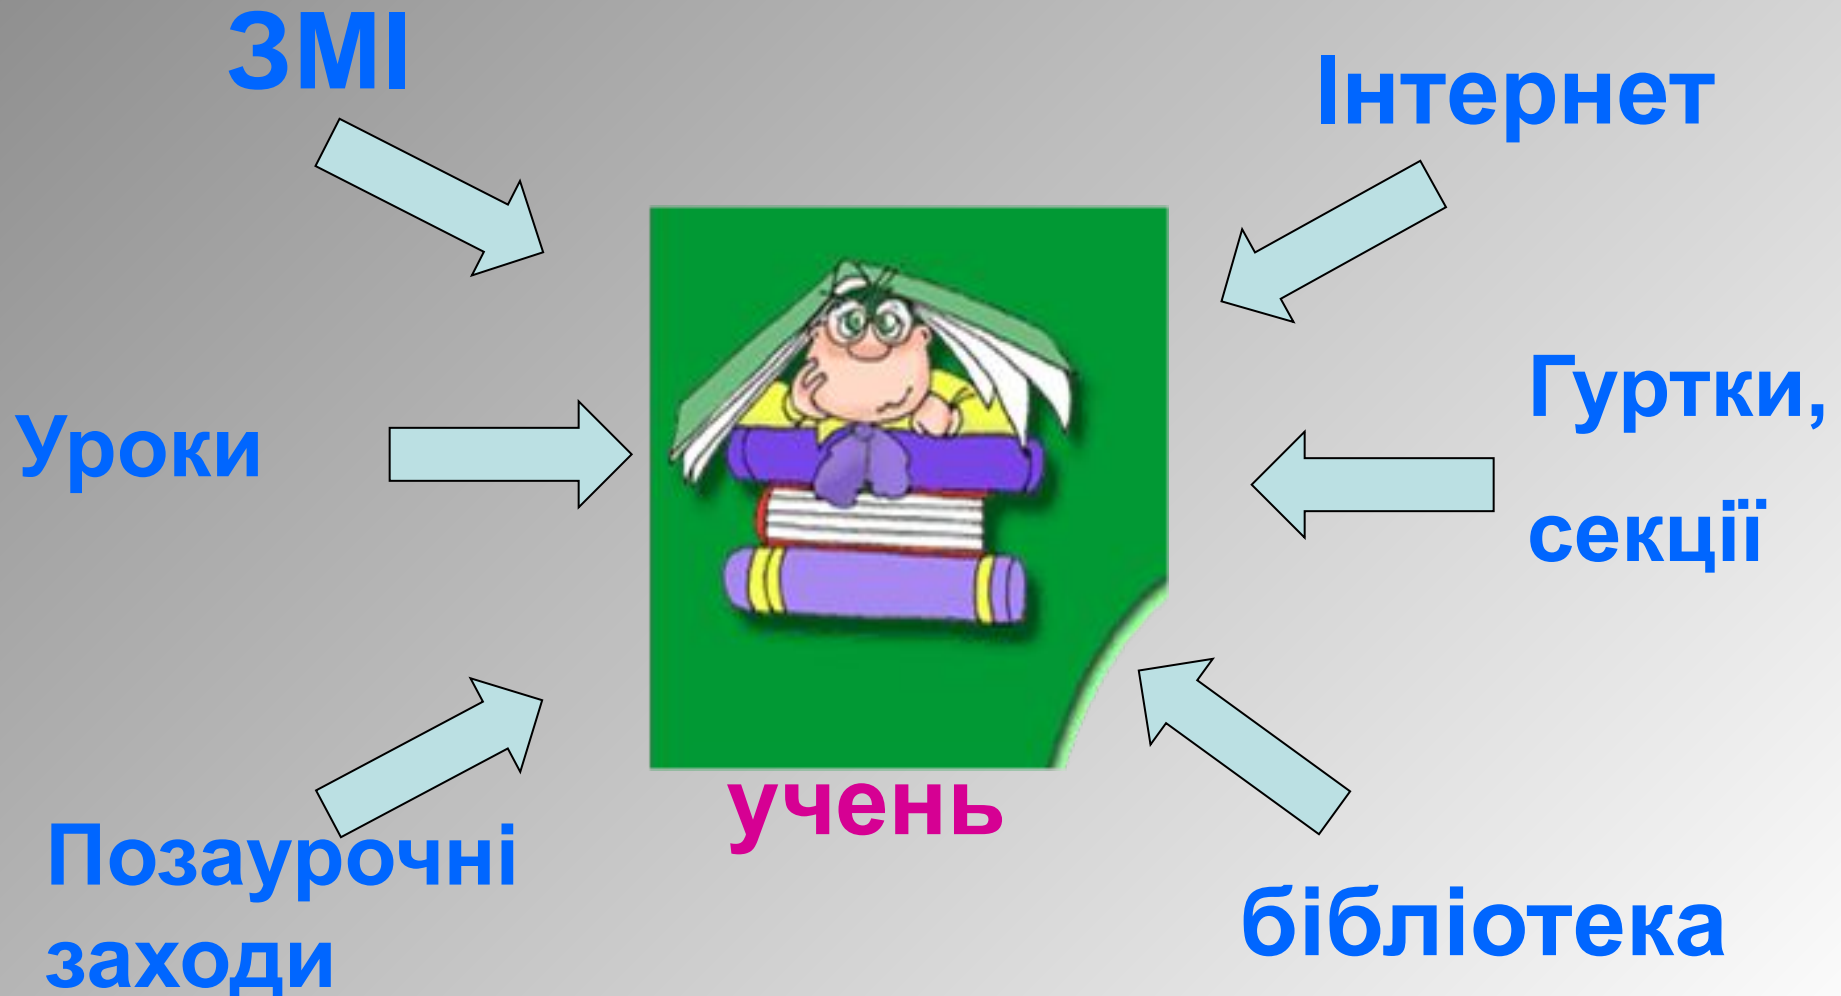 ЗМІ
Інтернет
Уроки
Гуртки,
секції
учень
Позаурочні
заходи
бібліотека